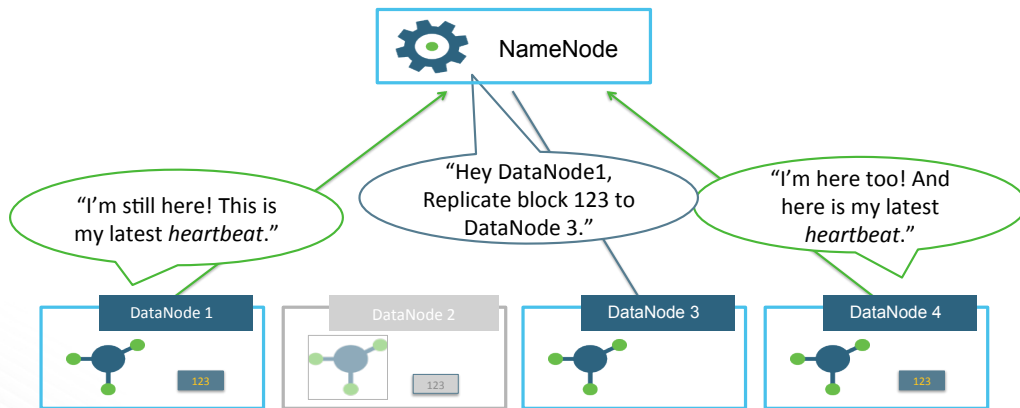 NameNode
“Hey DataNode1,
Replicate block 123 to
DataNode 3.”
“I’m still here! This is
my latest heartbeat.”
“I’m here too! And
here is my latest
heartbeat.”
DataNode 1
DataNode 2
DataNode 3
DataNode 4
123
123
123